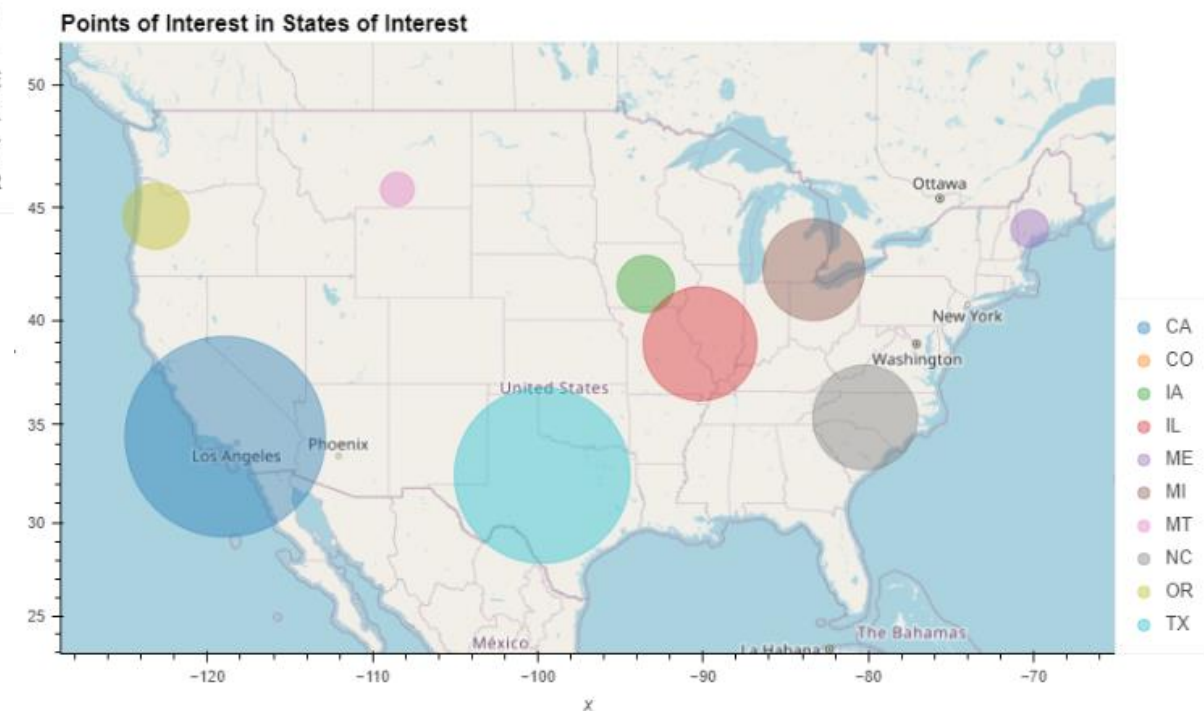 Points of Interest in States of Interest
50
45
40
35
30
25
Ottawa
New York
Washington
United States
Phoenix
Los Angeles
México
The Bahamas
La Habana
CA
CO
IA
IL
ME
MI
MT
NC
OR
TX
−120
−110
−100
−90
−80
−70
x